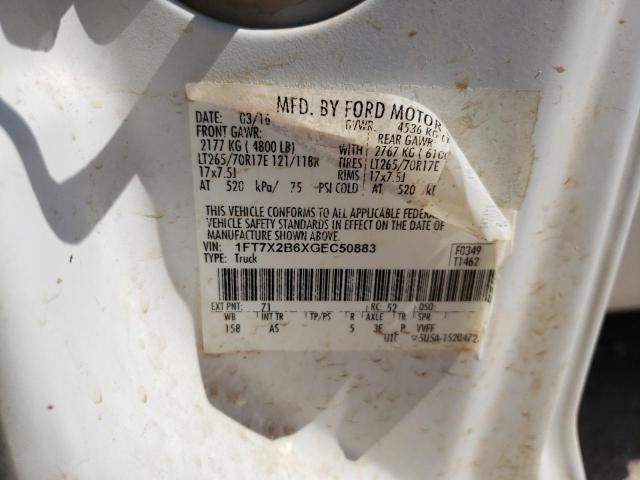 MFD. BY FORD MOTOR
DATE: 03/16 GVWR: 4536 KG
FRONT GAWR: REAR GAWR:
2177 KG ( 4800 LB) WITH 2767 KG (
LT265/70R17E 121/118R TIRES LT265/70R17E
17x7.5J RIMS 17x7.5J
AT 520 kPa/ 75 PSI COLD AT 520
THIS VEHICLE CONFORMS TO ALL APPLICABLE FEDERAL
VEHICLE SAFETY STANDARDS IN EFFECT ON THE DATE OF
MANUFACTURE SHOWN ABOVE.
VIN: 1FT7X2B6XGEC50883 F0349
TYPE: Truck T1462
EXT PNT: Z1 RC: 52 DSO:
WB INT TR TP/PS R AXLE TR SPR
158 AS 5 3E P VVFF
UTC 5USA-1520472